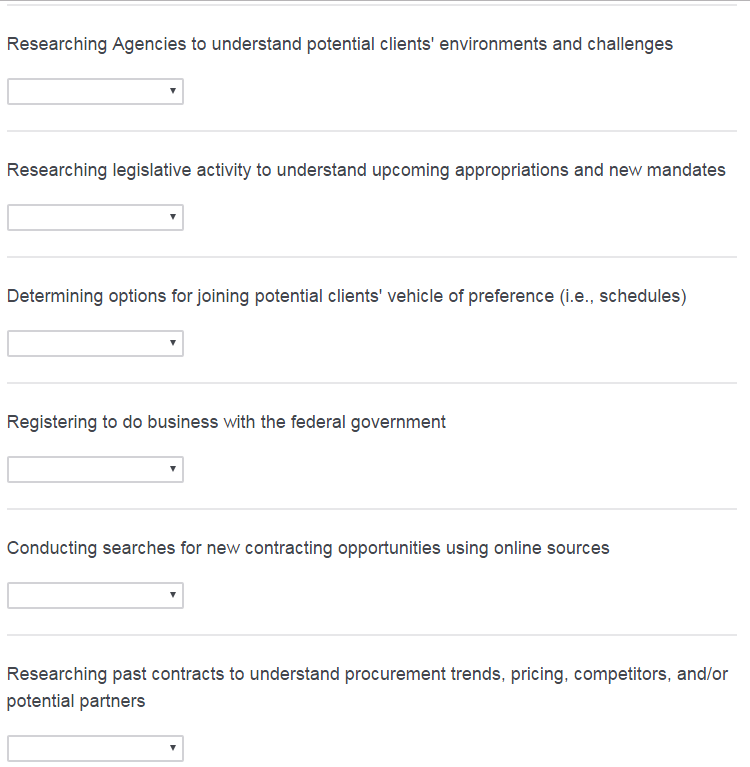 Researching Agencies to understand potential clients' environments and challenges
Researching legislative activity to understand upcoming appropriations and new mandates
Determining options for joining potential clients' vehicle of preference (i.e., schedules)
Registering to do business with the federal government
Conducting searches for new contracting opportunities using online sources
Researching past contracts to understand procurement trends, pricing, competitors, and/or
potential partners